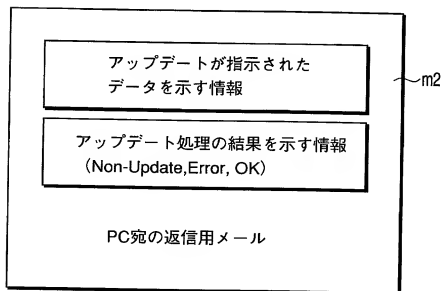 アップデートが指示された
データを示す情報
m2
アップデート処理の結果を示す情報
(Non-Update,Error, OK)
PC宛の返信用メール